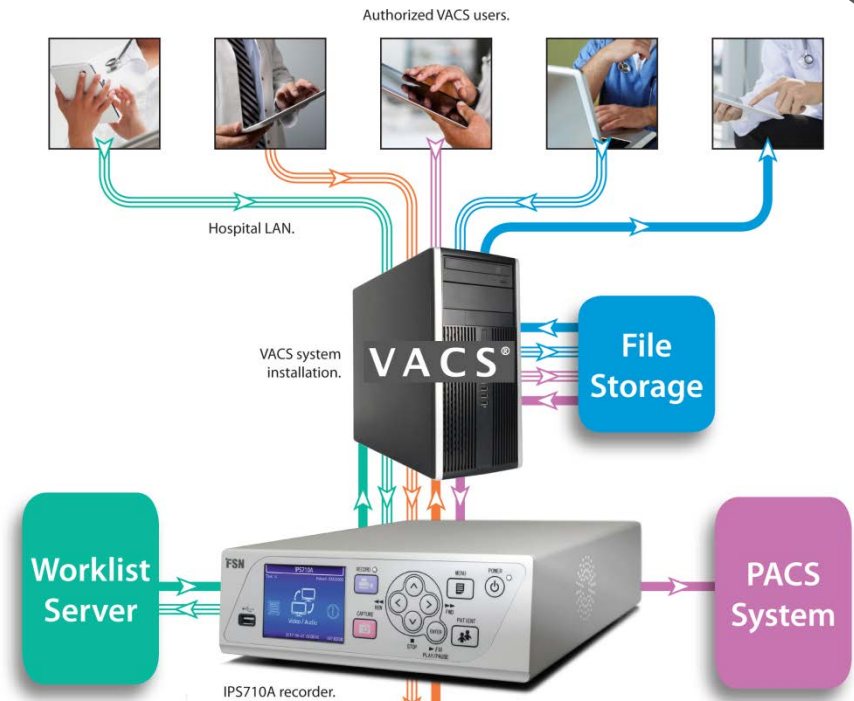 Authorized VACS users.
Hospital LAN.
VACS system
installation.
VACS®
File
Storage
Worklist
Server
PACS
System
FSN
IPS710A
RECORD
MENU
POWER
CAPTURE
Video / Audio
ENTER
PATIENT
STOP
PLAY/PAUSE
IPS710A recorder.